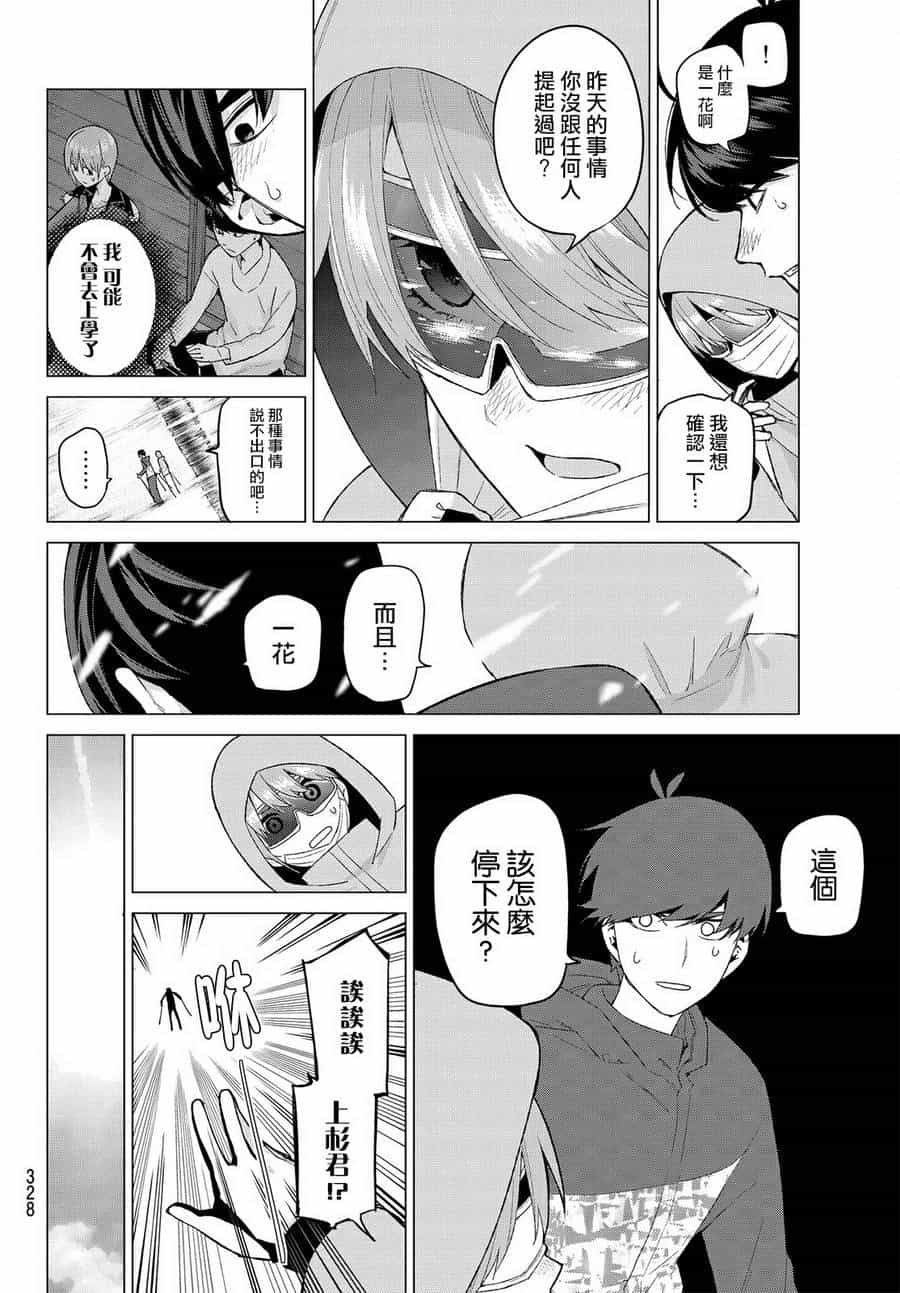 ！
什麼
是一花啊
我還想
確認一下…
昨天的事情
你沒跟任何人
提起過吧？
我 可能
不會去上學了
那種事情
說不出口的吧…
……
而且…
一花
這個
該怎麼
停下來？
誒誒誒
上杉君!?
咻
328